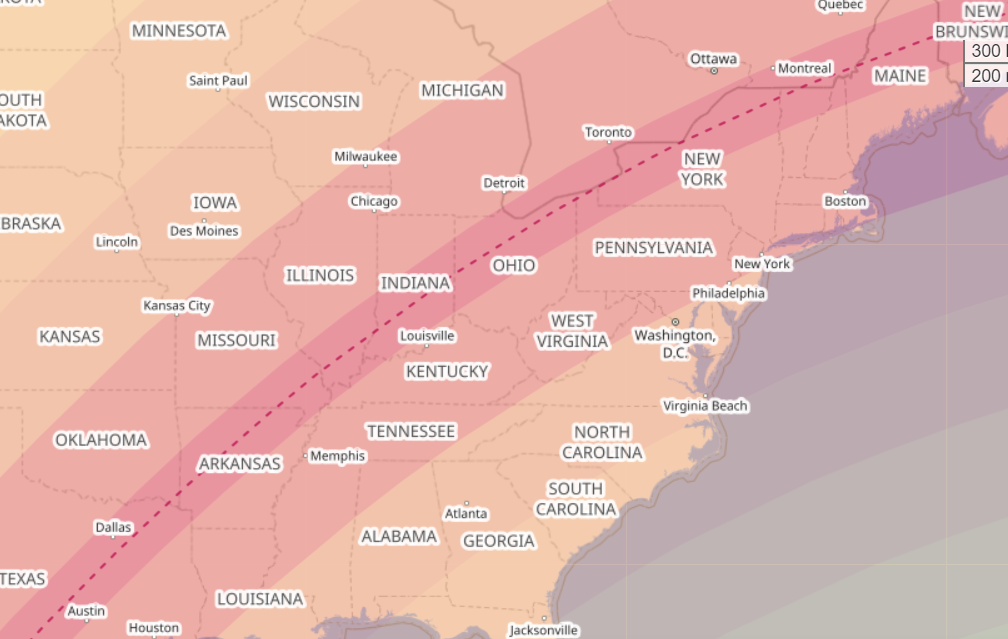 KOTA
Quebec
NEW
BRUNSWI
MINNESOTA
300
200
Ottawa
Montreal
MAINE
Saint Paul
MICHIGAN
WISCONSIN
OUTH
AKOTA
Toronto
Milwaukee
NEW
YORK
Detroit
Chicago
Boston
IOWA
BRASKA
Des Moines
Lincoln
PENNSYLVANIA
New York
OHIO
ILLINOIS
INDIANA
Philadelphia
Kansas City
KANSAS
MISSOURI
Louisville
WEST
VIRGINIA
Washington,
D.C.
KENTUCKY
Virginia Beach
OKLAHOMA
TENNESSEE
NORTH
CAROLINA
ARKANSAS
Memphis
SOUTH
CAROLINA
Dallas
Atlanta
ALABAMA
GEORGIA
TEXAS
LOUISIANA
Austin
Houston
Jacksonville